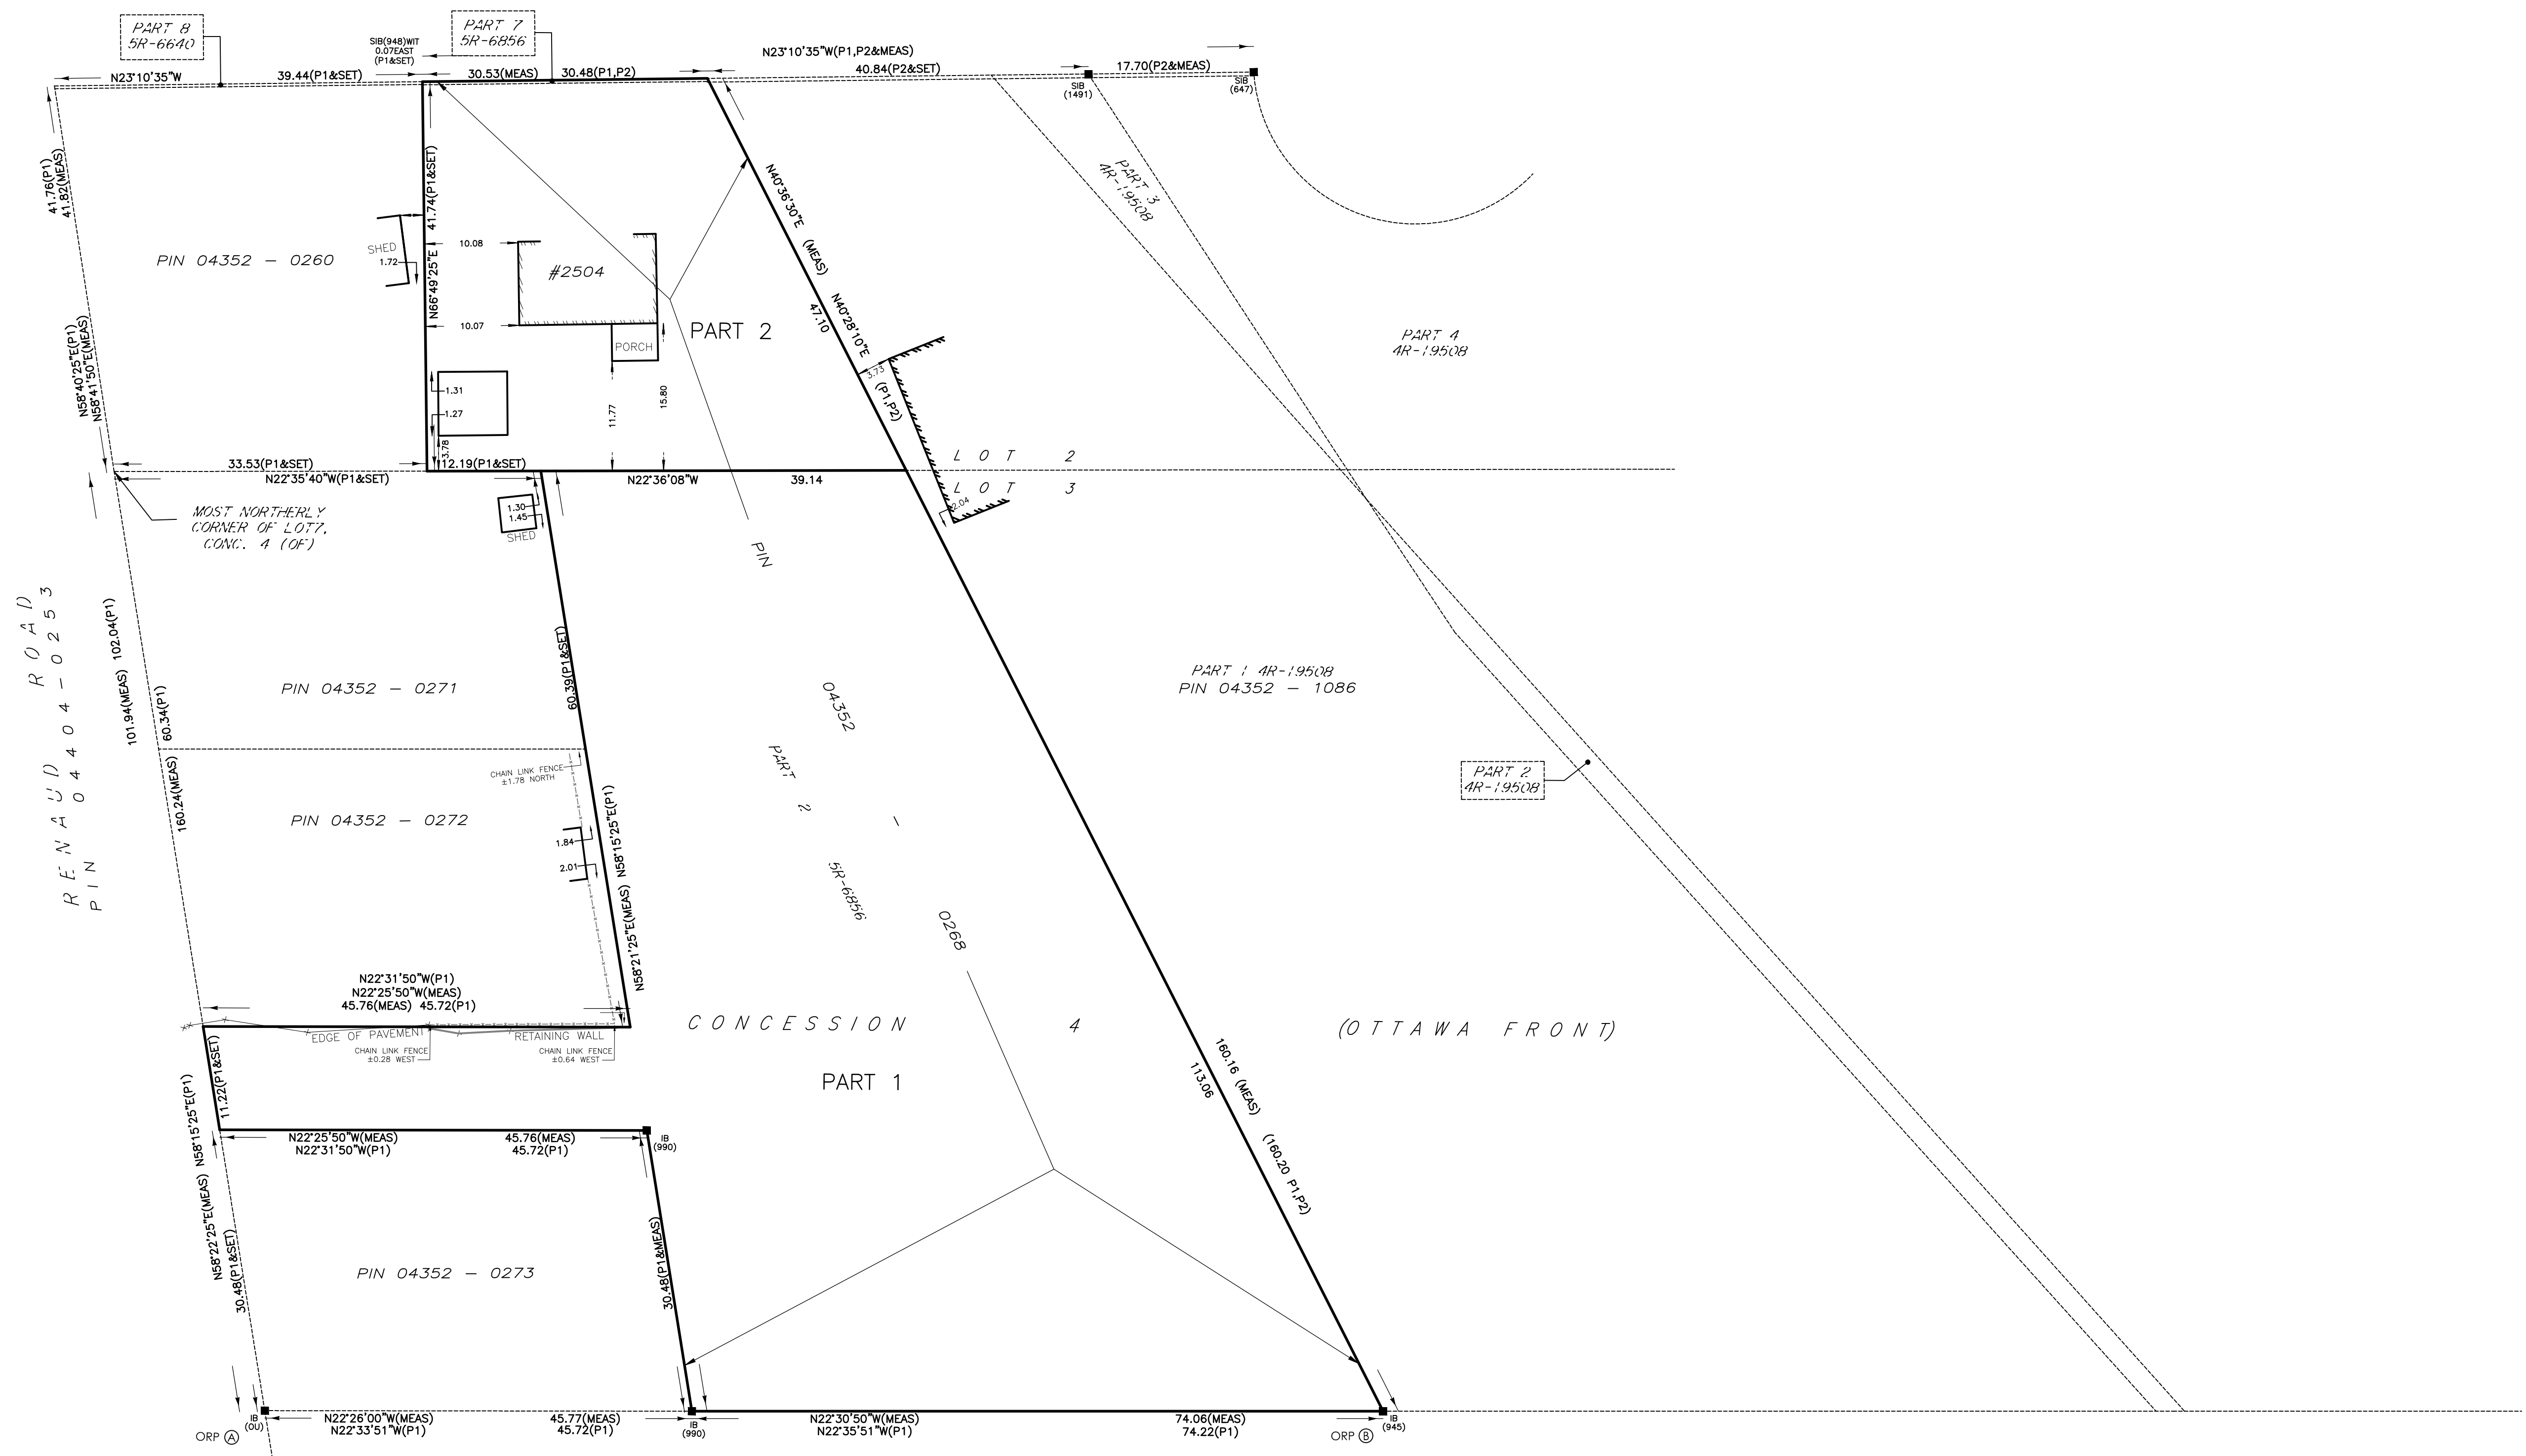 PART 8
5R-6640
PART 7
5R-6856
SIB(948)WIT
0.07EAST
(P1&SET)
N23°10'35"W(P1,P2&MEAS)
N23°10'35"W
39.44(P1&SET)
30.53(MEAS)
30.48(P1,P2)
40.84(P2&SET)
17.70(P2&MEAS)
SIB
(1491)
SIB
(647)
41.76(P1)
41.82(MEAS)
41.74(P1&SET)
N66°49'25"E
N40°36'30"E (MEAS)
PART 3
4R-19508
PIN 04352 - 0260
SHED
1.72
10.08
#2504
10.07
PORCH
PART 2
47.10
N40°28'10"E (P1,P2)
PART 4
4R-19508
N58°40'25"E(P1)
N58°41'50"E(MEAS)
1.31
1.27
3.78
11.77
15.80
3.73
33.53(P1&SET)
12.19(P1&SET)
N22°35'40"W(P1&SET)
N22°36'08"W
39.14
LOT 2
LOT 3
2.04
MOST NORTHERLY
CORNER OF LOT7,
CONC. 4 (OF)
1.30
1.45
SHED
PIN 04352 - 0268
RENAUD ROAD
PIN 04404-0253
101.94(MEAS) 102.04(P1)
60.34(P1)
160.24(MEAS)
60.39(P1&SET)
PIN 04352 - 0271
PART 1 4R-19508
PIN 04352 - 1086
PART 2 5R-6856
CHAIN LINK FENCE
±1.78 NORTH
PART 2
4R-19508
PIN 04352 - 0272
1.84
2.01
N58°21'25"E(MEAS) N58°15'25"E(P1)
N22°31'50"W(P1)
N22°25'50"W(MEAS)
45.76(MEAS) 45.72(P1)
EDGE OF PAVEMENT
RETAINING WALL
CHAIN LINK FENCE
±0.28 WEST
CHAIN LINK FENCE
±0.64 WEST
CONCESSION 4 (OTTAWA FRONT)
PART 1
11.22(P1&SET)
160.16 (MEAS) (160.20 P1,P2)
113.06
N22°25'50"W(MEAS)
45.76(MEAS)
N22°31'50"W(P1)
45.72(P1)
IB
(990)
N58°22'25"E(MEAS) N58°15'25"E(P1)
30.48(P1&SET)
30.48(P1&MEAS)
PIN 04352 - 0273
IB
(OU)
ORP A
N22°26'00"W(MEAS)
45.77(MEAS)
N22°33'51"W(P1)
45.72(P1)
IB
(990)
N22°30'50"W(MEAS)
74.06(MEAS)
N22°35'51"W(P1)
74.22(P1)
ORP B
IB
(945)